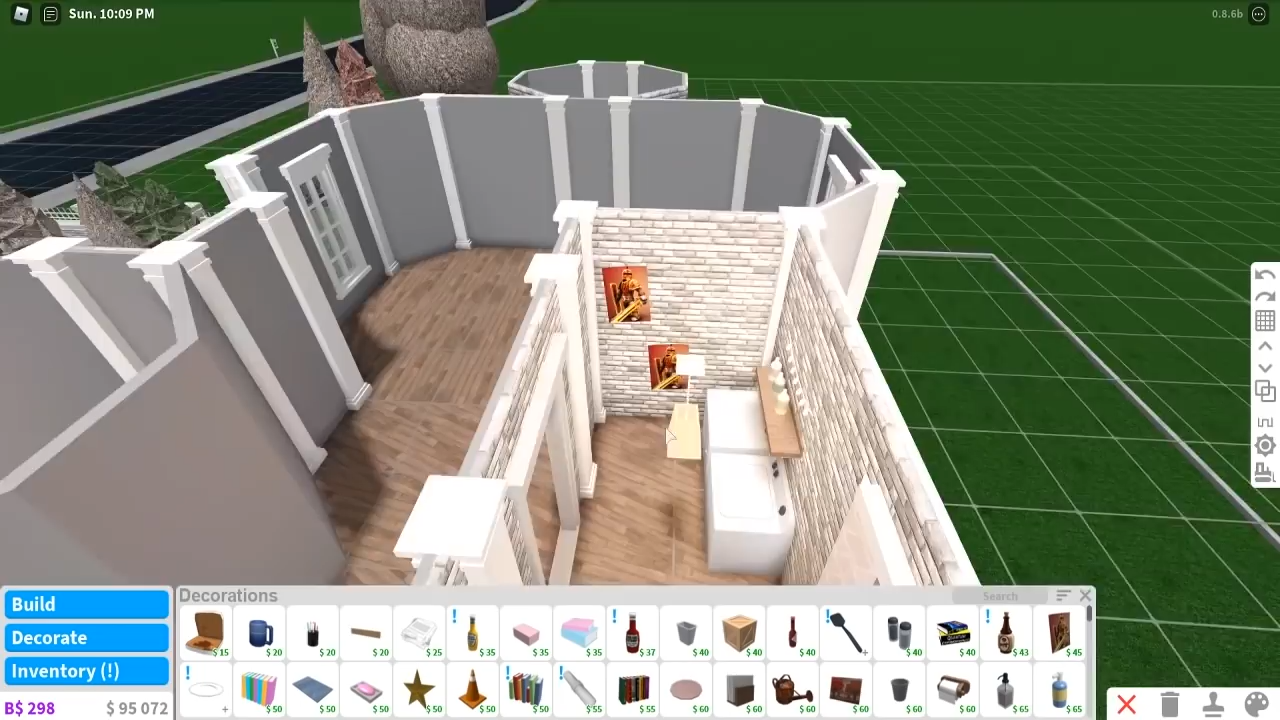 Sun. 10:09 PM
0.8.6b
Build
Decorate
Inventory (!)
B$ 298
$ 95 072
Decorations
Search
$ 15
$ 20
$ 20
$ 20
$ 25
! $ 35
$ 35
$ 35
! $ 37
$ 40
$ 40
$ 40
! +
$ 40
$ 40
! $ 43
$ 45
! +
$ 50
$ 50
$ 50
$ 50
$ 50
! $ 50
! $ 55
$ 55
$ 60
$ 60
$ 60
$ 60
$ 60
$ 60
$ 65
$ 65